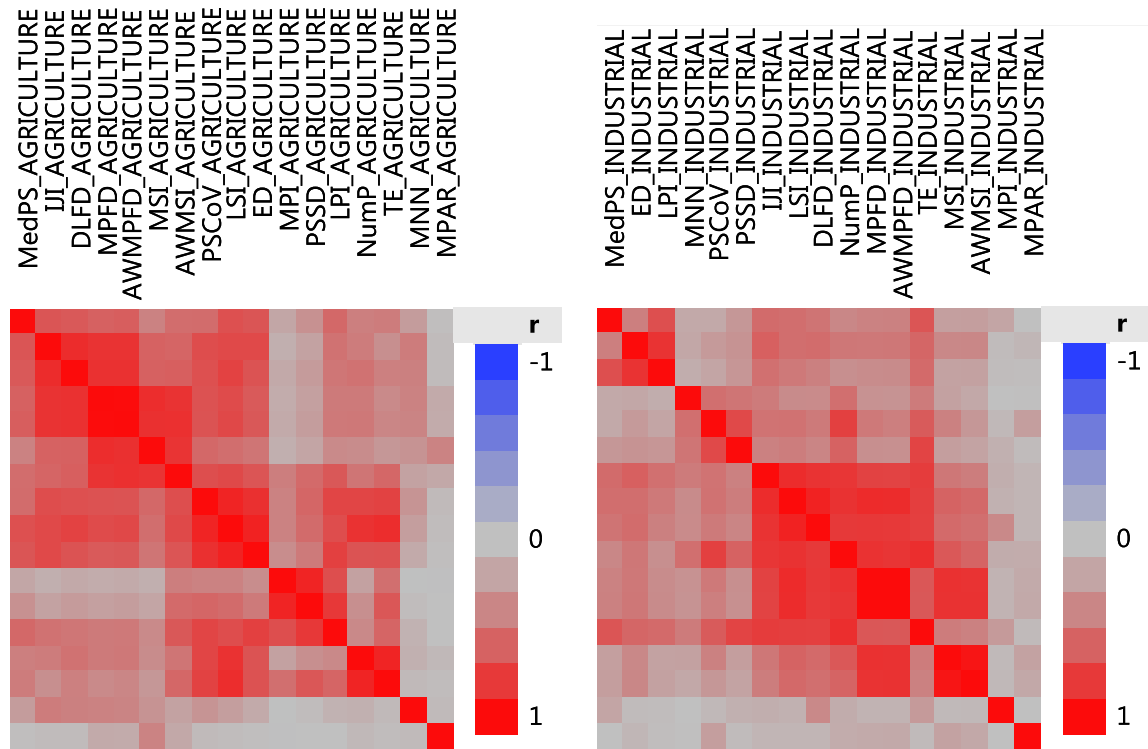 MedPS_AGRICULTURE
IJI_AGRICULTURE
DLFD_AGRICULTURE
MPFD_AGRICULTURE
AWMPFD_AGRICULTURE
MSI_AGRICULTURE
AWMSI_AGRICULTURE
PSCoV_AGRICULTURE
LSI_AGRICULTURE
ED_AGRICULTURE
MPI_AGRICULTURE
PSSD_AGRICULTURE
LPI_AGRICULTURE
NumP_AGRICULTURE
TE_AGRICULTURE
MNN_AGRICULTURE
MPAR_AGRICULTURE
r
-1
0
1
MedPS_INDUSTRIAL
ED_INDUSTRIAL
LPI_INDUSTRIAL
MNN_INDUSTRIAL
PSCoV_INDUSTRIAL
PSSD_INDUSTRIAL
IJI_INDUSTRIAL
LSI_INDUSTRIAL
DLFD_INDUSTRIAL
NumP_INDUSTRIAL
MPFD_INDUSTRIAL
AWMPFD_INDUSTRIAL
TE_INDUSTRIAL
MSI_INDUSTRIAL
AWMSI_INDUSTRIAL
MPI_INDUSTRIAL
MPAR_INDUSTRIAL
r
-1
0
1